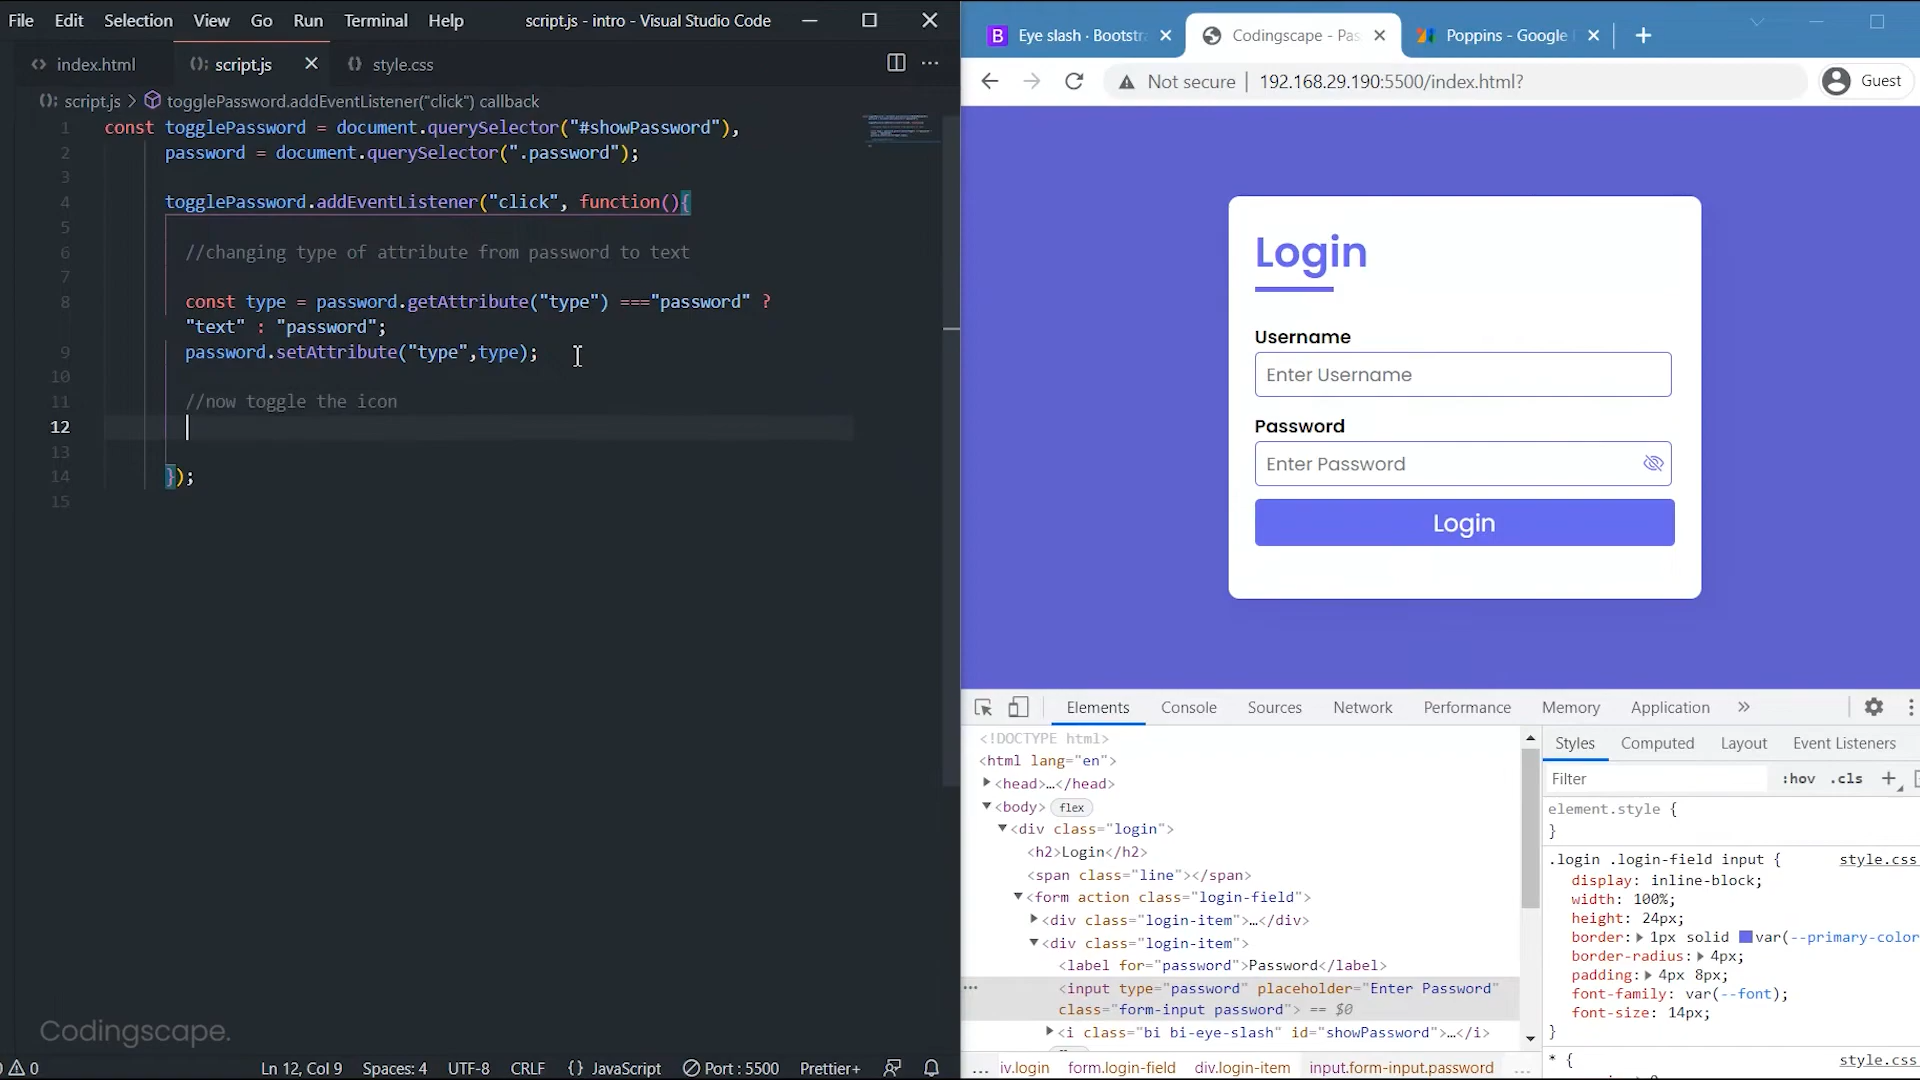 File Edit Selection View Go Run Terminal Help script.js - intro - Visual Studio Code
index.html script.js style.css
script.js > togglePassword.addEventListener("click") callback
1 const togglePassword = document.querySelector("#showPassword"),
2 password = document.querySelector(".password");
3
4 togglePassword.addEventListener("click", function(){
5
6 //changing type of attribute from password to text
7
8 const type = password.getAttribute("type") ==="password" ?
"text" : "password";
9 password.setAttribute("type",type);
10
11 //now toggle the icon
12
13
14 });
15
Codingscape.
0 Ln 12, Col 9 Spaces: 4 UTF-8 CRLF {} JavaScript Port : 5500 Prettier+
B Eye slash · Bootstr Codingscape - Pas Poppins - Google
Not secure | 192.168.29.190:5500/index.html? Guest
Login
Username
Enter Username
Password
Enter Password
Login
Elements Console Sources Network Performance Memory Application »
<!DOCTYPE html>
<html lang="en">
<head>…</head>
<body> flex
<div class="login">
<h2>Login</h2>
<span class="line"></span>
<form action class="login-field">
<div class="login-item">…</div>
<div class="login-item">
<label for="password">Password</label>
<input type="password" placeholder="Enter Password"
class="form-input password"> == $0
<i class="bi bi-eye-slash" id="showPassword">…</i>
... iv.login form.login-field div.login-item input.form-input.password ...
Styles Computed Layout Event Listeners
Filter :hov .cls +
element.style {
}
.login .login-field input { style.css
display: inline-block;
width: 100%;
height: 24px;
border: 1px solid var(--primary-color
border-radius: 4px;
padding: 4px 8px;
font-family: var(--font);
font-size: 14px;
}
* { style.css